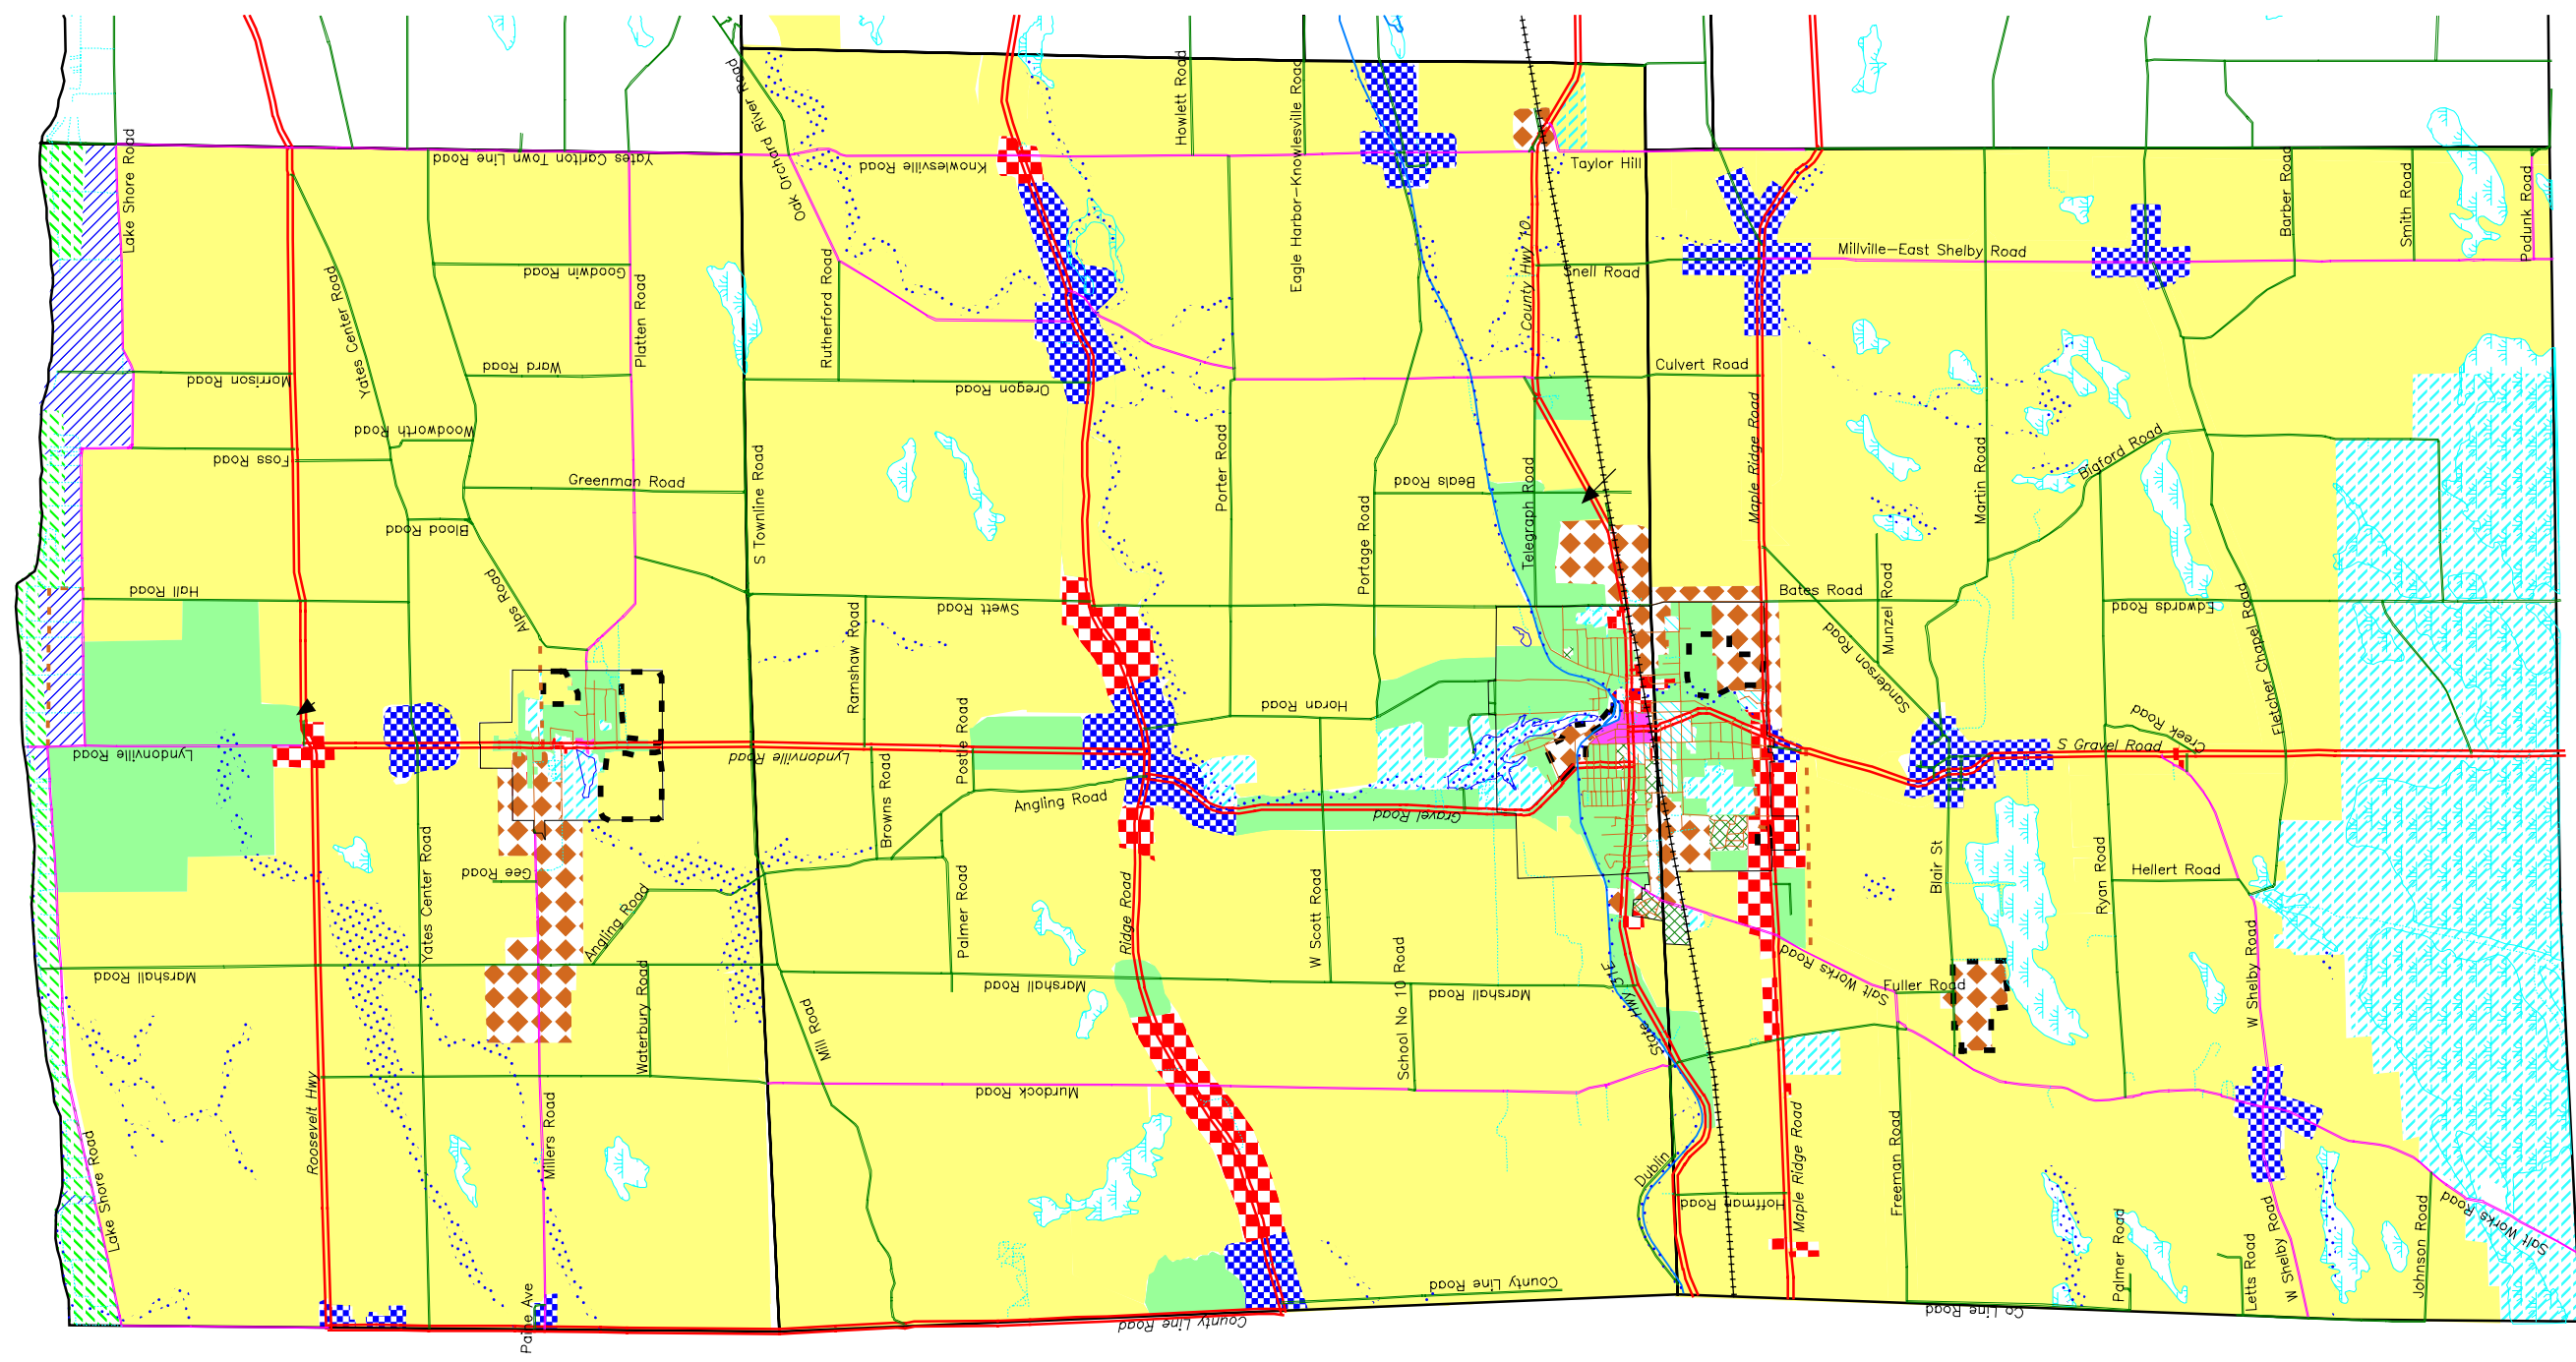 Lake Shore Road
Yates Carlton Town Line Road
Oak Orchard River Road
Knowlesville Road
Howlett Road
Eagle Harbor-Knowlesville Road
Taylor Hill
County Hwy 10
Snell Road
Millville-East Shelby Road
Barber Road
Smith Road
Podunk Road
Yates Center Road
Goodwin Road
Platten Road
Rutherford Road
Morrison Road
Ward Road
Oregon Road
Culvert Road
Woodworth Road
Foss Road
Greenman Road
S Townline Road
Porter Road
Beals Road
Telegraph Road
Maple Ridge Road
Martin Road
Bigford Road
Blood Road
Portage Road
Hall Road
Alps Road
Swett Road
Ramshaw Road
Bates Road
Munzel Road
Sanderson Road
Edwards Road
Fletcher Chapel Road
Horan Road
Postle Road
Lyndonville Road
Lyndonville Road
Creek Road
S Gravel Road
Angling Road
Browns Road
Gravel Road
Yates Center Road
Gee Road
Angling Road
Palmer Road
Ridge Road
W Scott Road
Blair St
Ryan Road
Hellert Road
Marshall Road
Waterbury Road
Mill Road
Marshall Road
School No 10 Road
Marshall Road
State Hwy 31E
Salt Works Road
Fuller Road
W Shelby Road
Murdock Road
Roosevelt Hwy
Millers Road
Lake Shore Road
Dublin
Hoffman Road
Maple Ridge Road
Freeman Road
Palmer Road
Letts Road
W Shelby Road
Johnson Road
Salt Works Road
Paine Ave
County Line Road
County Line Road
Co Line Road